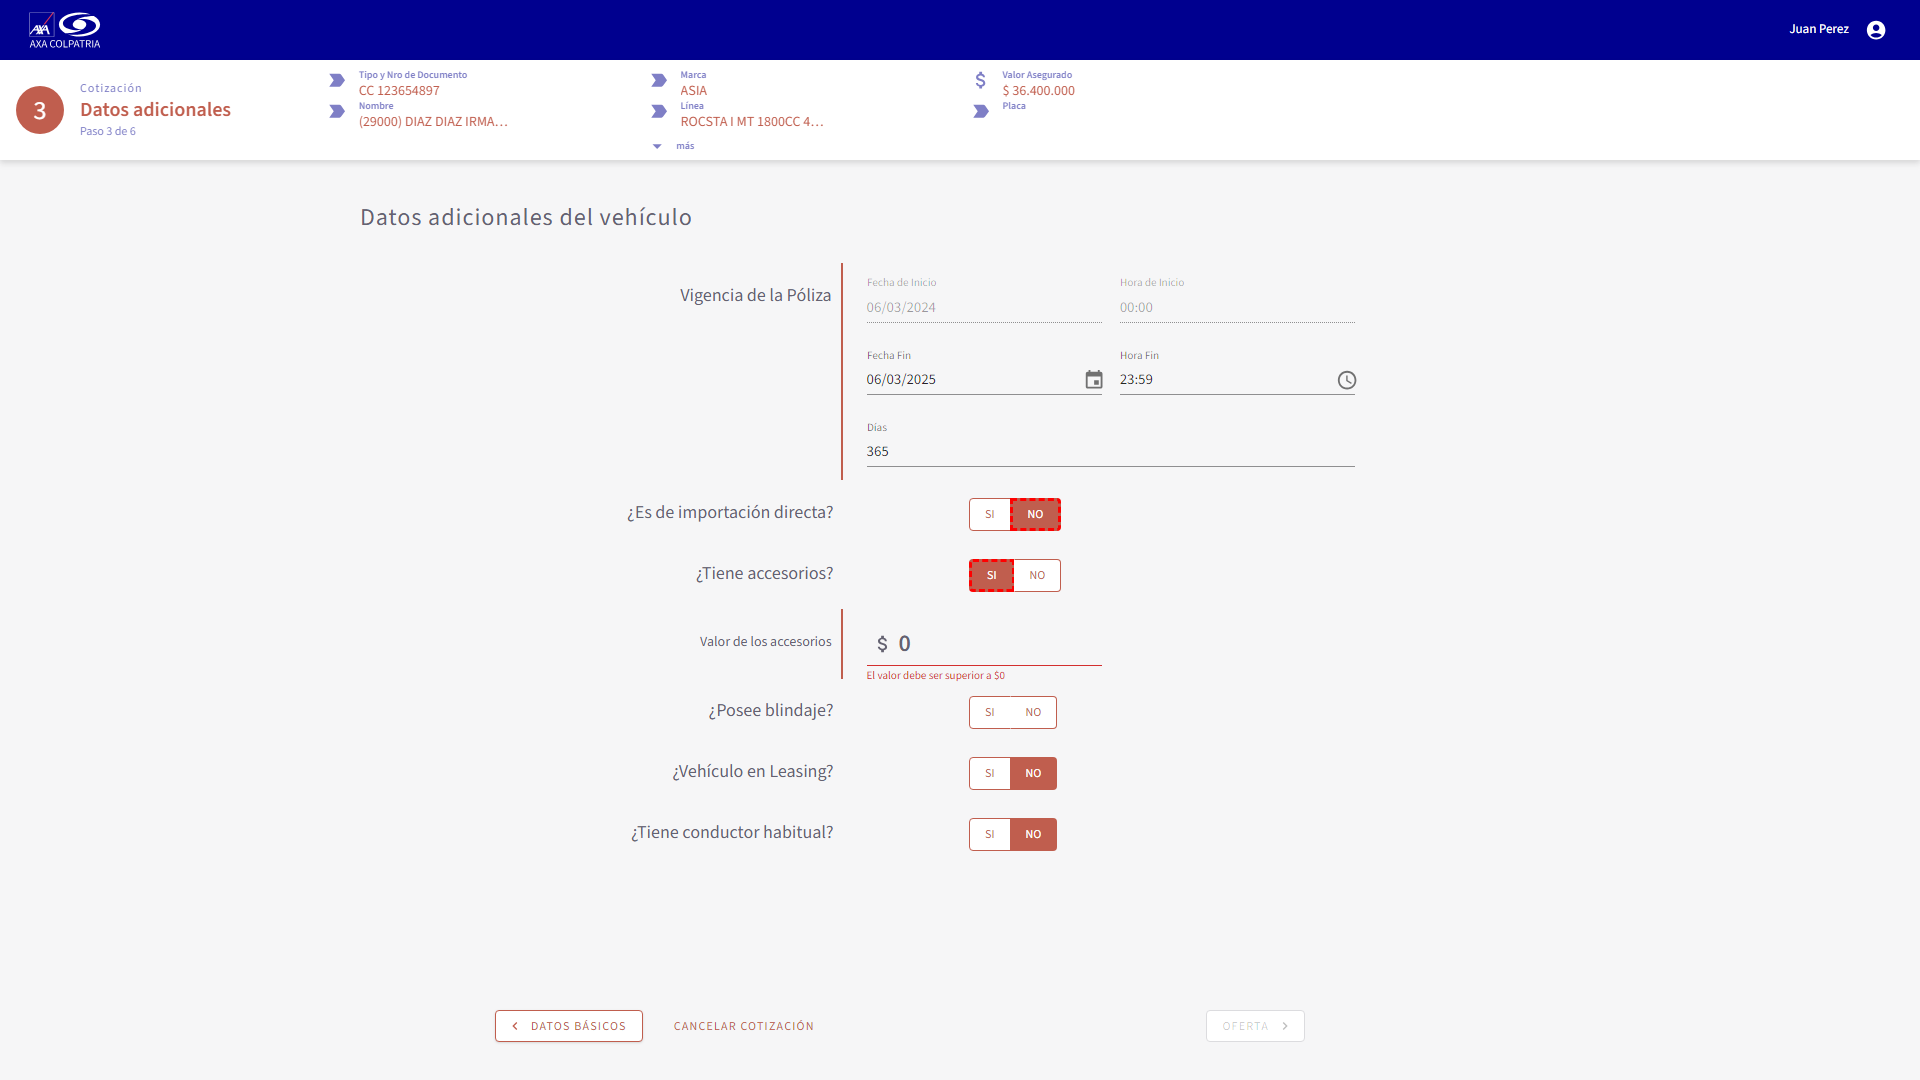 AXA
AXA COLPATRIA
Juan Perez
3
Cotización
Datos adicionales
Paso 3 de 6
Tipo y Nro de Documento
CC 123654897
Nombre
(29000) DIAZ DIAZ IRMA...
Marca
ASIA
Línea
ROCSTA I MT 1800CC 4...
más
$
Valor Asegurado
$ 36.400.000
Placa
Datos adicionales del vehículo
Vigencia de la Póliza
Fecha de Inicio
06/03/2024
Hora de Inicio
00:00
Fecha Fin
06/03/2025
Hora Fin
23:59
Días
365
¿Es de importación directa?
SI NO
¿Tiene accesorios?
SI NO
Valor de los accesorios
$ 0
El valor debe ser superior a $0
¿Posee blindaje?
SI NO
¿Vehículo en Leasing?
SI NO
¿Tiene conductor habitual?
SI NO
DATOS BÁSICOS
CANCELAR COTIZACIÓN
OFERTA